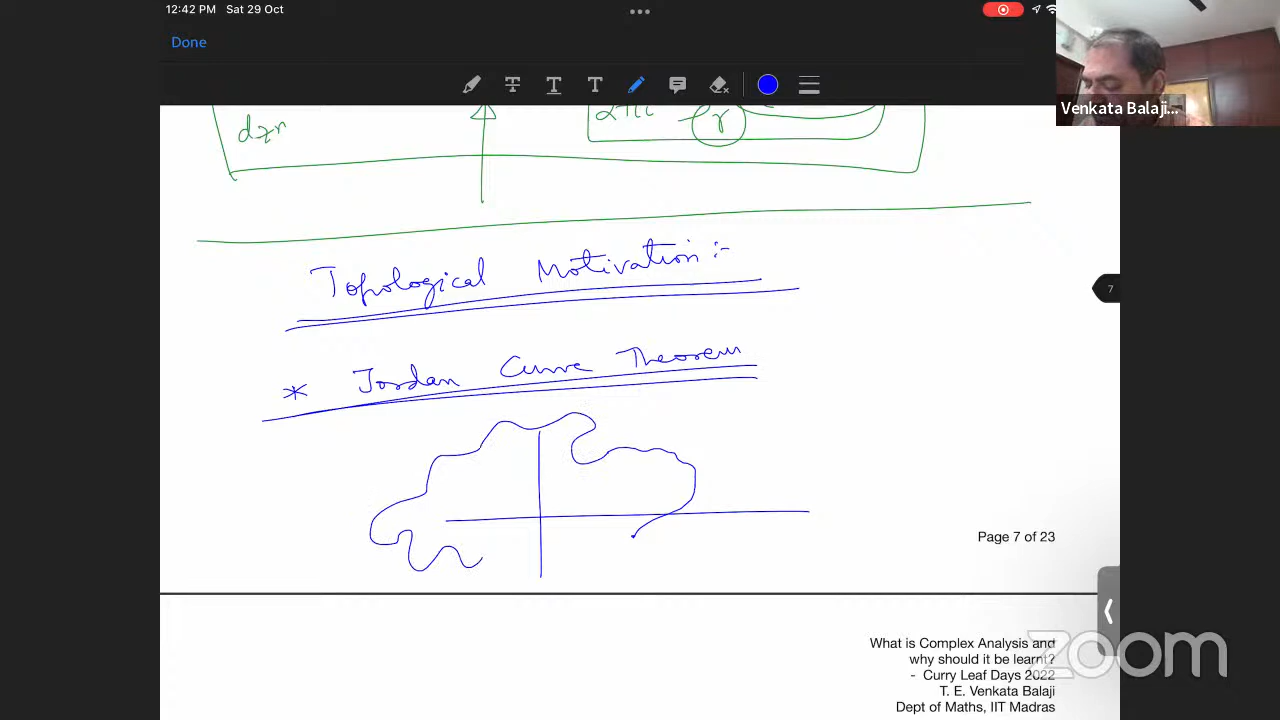 12:42 PM Sat 29 Oct
Done
Venkata Balaji...
dz^n
r
Topological Motivation :-
7
* Jordan Curve Theorem
Page 7 of 23
What is Complex Analysis and
why should it be learnt?
- Curry Leaf Days 2022
T. E. Venkata Balaji
Dept of Maths, IIT Madras
zoom